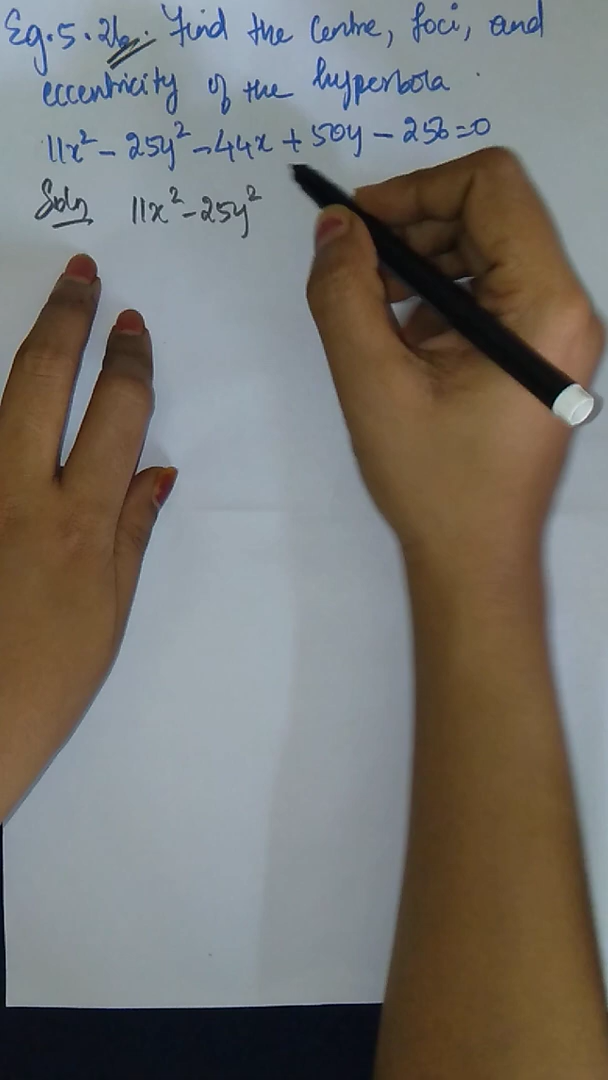 Eg.5.26. Find the Centre, foci, and
eccentricity of the hyperbola.
11x² - 25y² - 44x + 50y - 256 = 0
Soln 11x² - 25y²